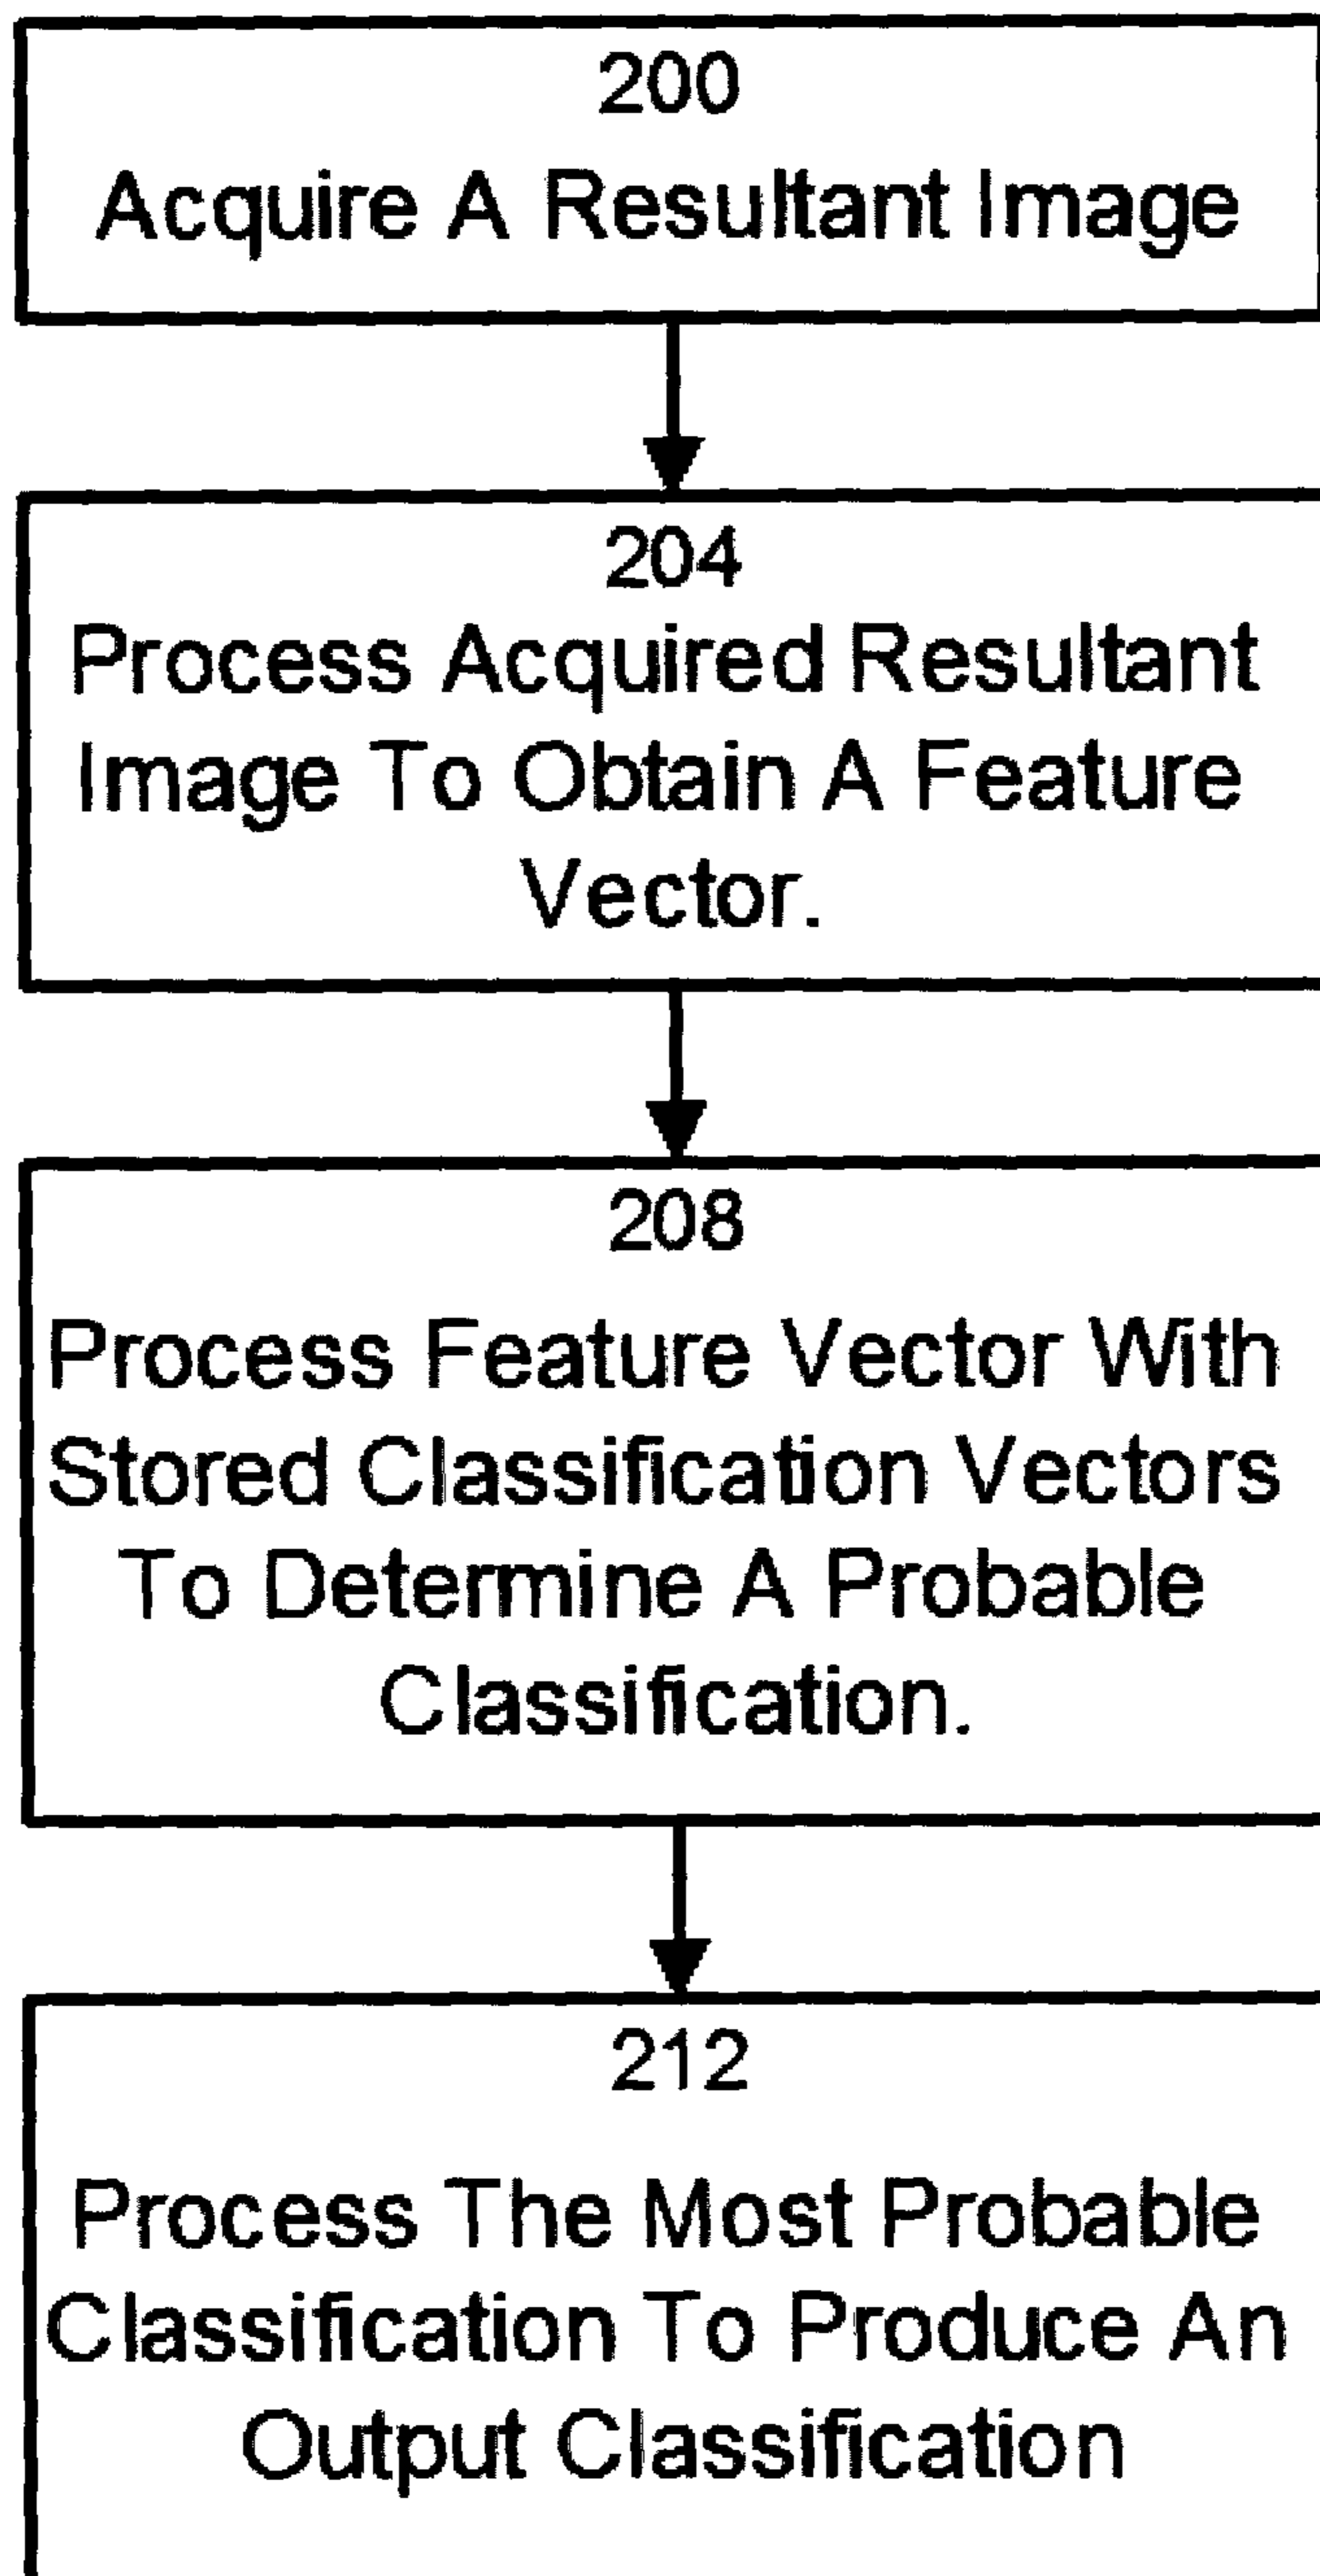 200
Acquire A Resultant Image
204
Process Acquired Resultant
Image To Obtain A Feature
Vector.
208
Process Feature Vector With
Stored Classification Vectors
To Determine A Probable
Classification.
212
Process The Most Probable
Classification To Produce An
Output Classification